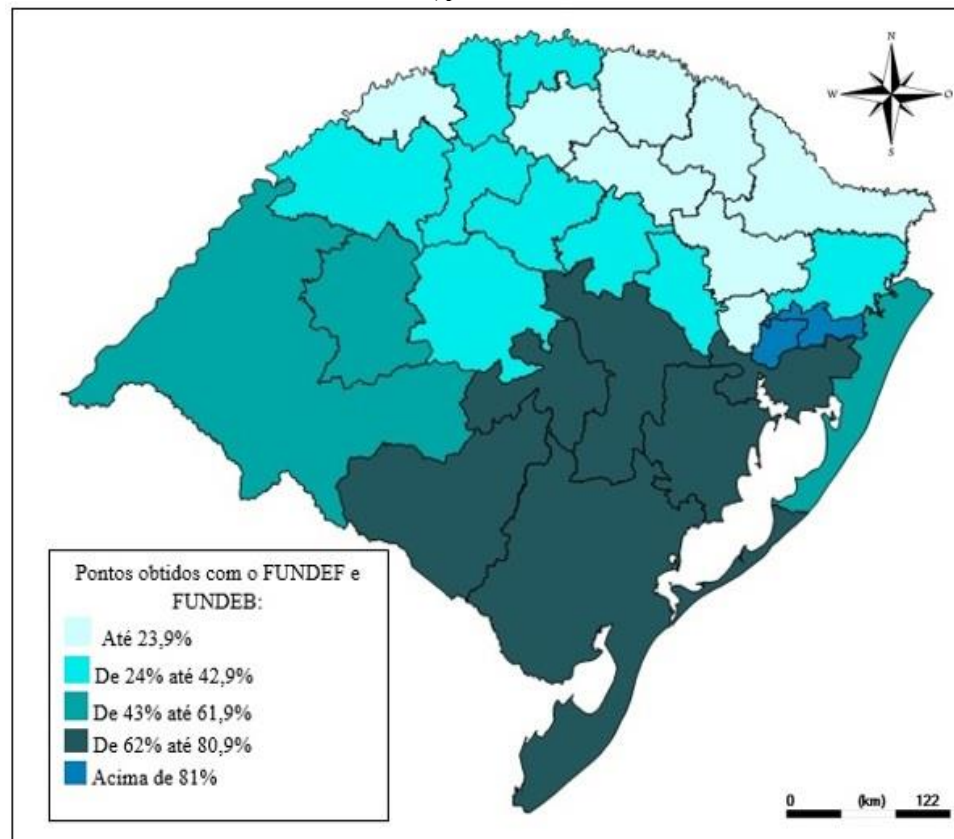 N
W
O
S
Pontos obtidos com o FUNDEF e
FUNDEB:
Até 23,9%
De 24% até 42,9%
De 43% até 61,9%
De 62% até 80,9%
Acima de 81%
0 (km) 122